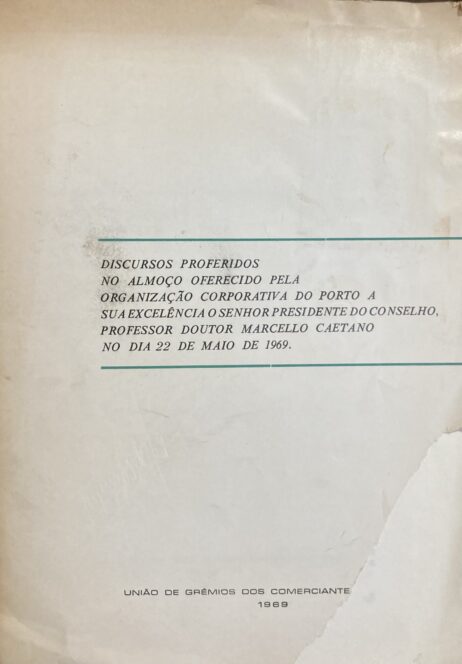 DISCURSOS PROFERIDOS
NO ALMOÇO OFERECIDO PELA
ORGANIZAÇÃO CORPORATIVA DO PORTO A
SUA EXCELÊNCIA O SENHOR PRESIDENTE DO CONSELHO,
PROFESSOR DOUTOR MARCELLO CAETANO
NO DIA 22 DE MAIO DE 1969.
UNIÃO DE GRÉMIOS DOS COMERCIANTE
1969